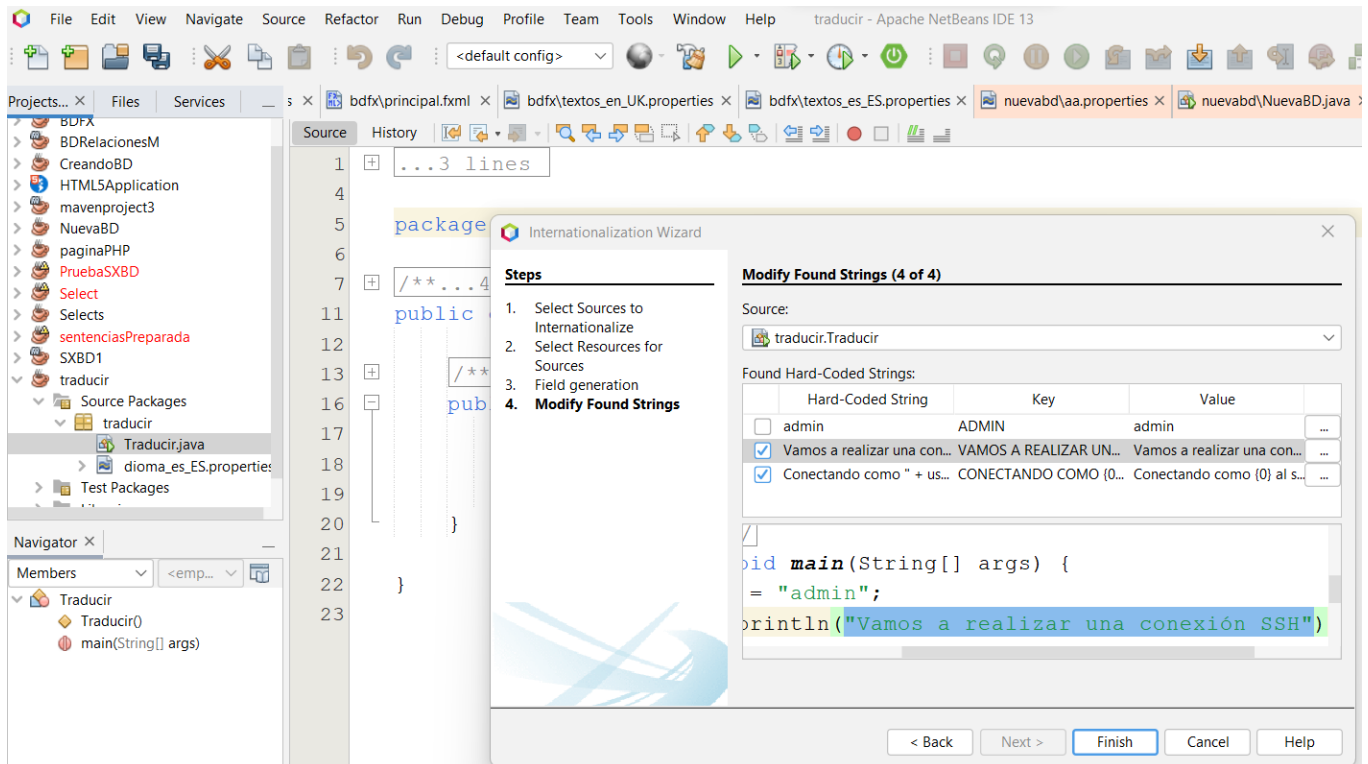 File Edit View Navigate Source Refactor Run Debug Profile Team Tools Window Help traducir - Apache NetBeans IDE 13
<default config>
Projects... Files Services
s bdfx\principal.fxml bdfx\textos_en_UK.properties bdfx\textos_es_ES.properties nuevabd\aa.properties nuevabd\NuevaBD.java
Source History
BDFX
BDRelacionesM
CreandoBD
HTML5Application
mavenproject3
NuevaBD
paginaPHP
PruebaSXBD
Select
Selects
sentenciasPreparada
SXBD1
traducir
Source Packages
traducir
Traducir.java
dioma_es_ES.properties
Test Packages
Navigator
Members <emp...
Traducir
Traducir()
main(String[] args)
1 ...3 lines
4
5 package
6
7 /**...4
11 public
12
13 /**
16 pub
17
18
19
20 }
21
22 }
23
Internationalization Wizard
Steps
1. Select Sources to
Internationalize
2. Select Resources for
Sources
3. Field generation
4. Modify Found Strings
Modify Found Strings (4 of 4)
Source:
traducir.Traducir
Found Hard-Coded Strings:
Hard-Coded String Key Value
admin ADMIN admin ...
Vamos a realizar una con... VAMOS A REALIZAR UN... Vamos a realizar una con... ...
Conectando como " + us... CONECTANDO COMO {0... Conectando como {0} al s... ...
/
oid main(String[] args) {
= "admin";
println("Vamos a realizar una conexión SSH")
< Back Next > Finish Cancel Help